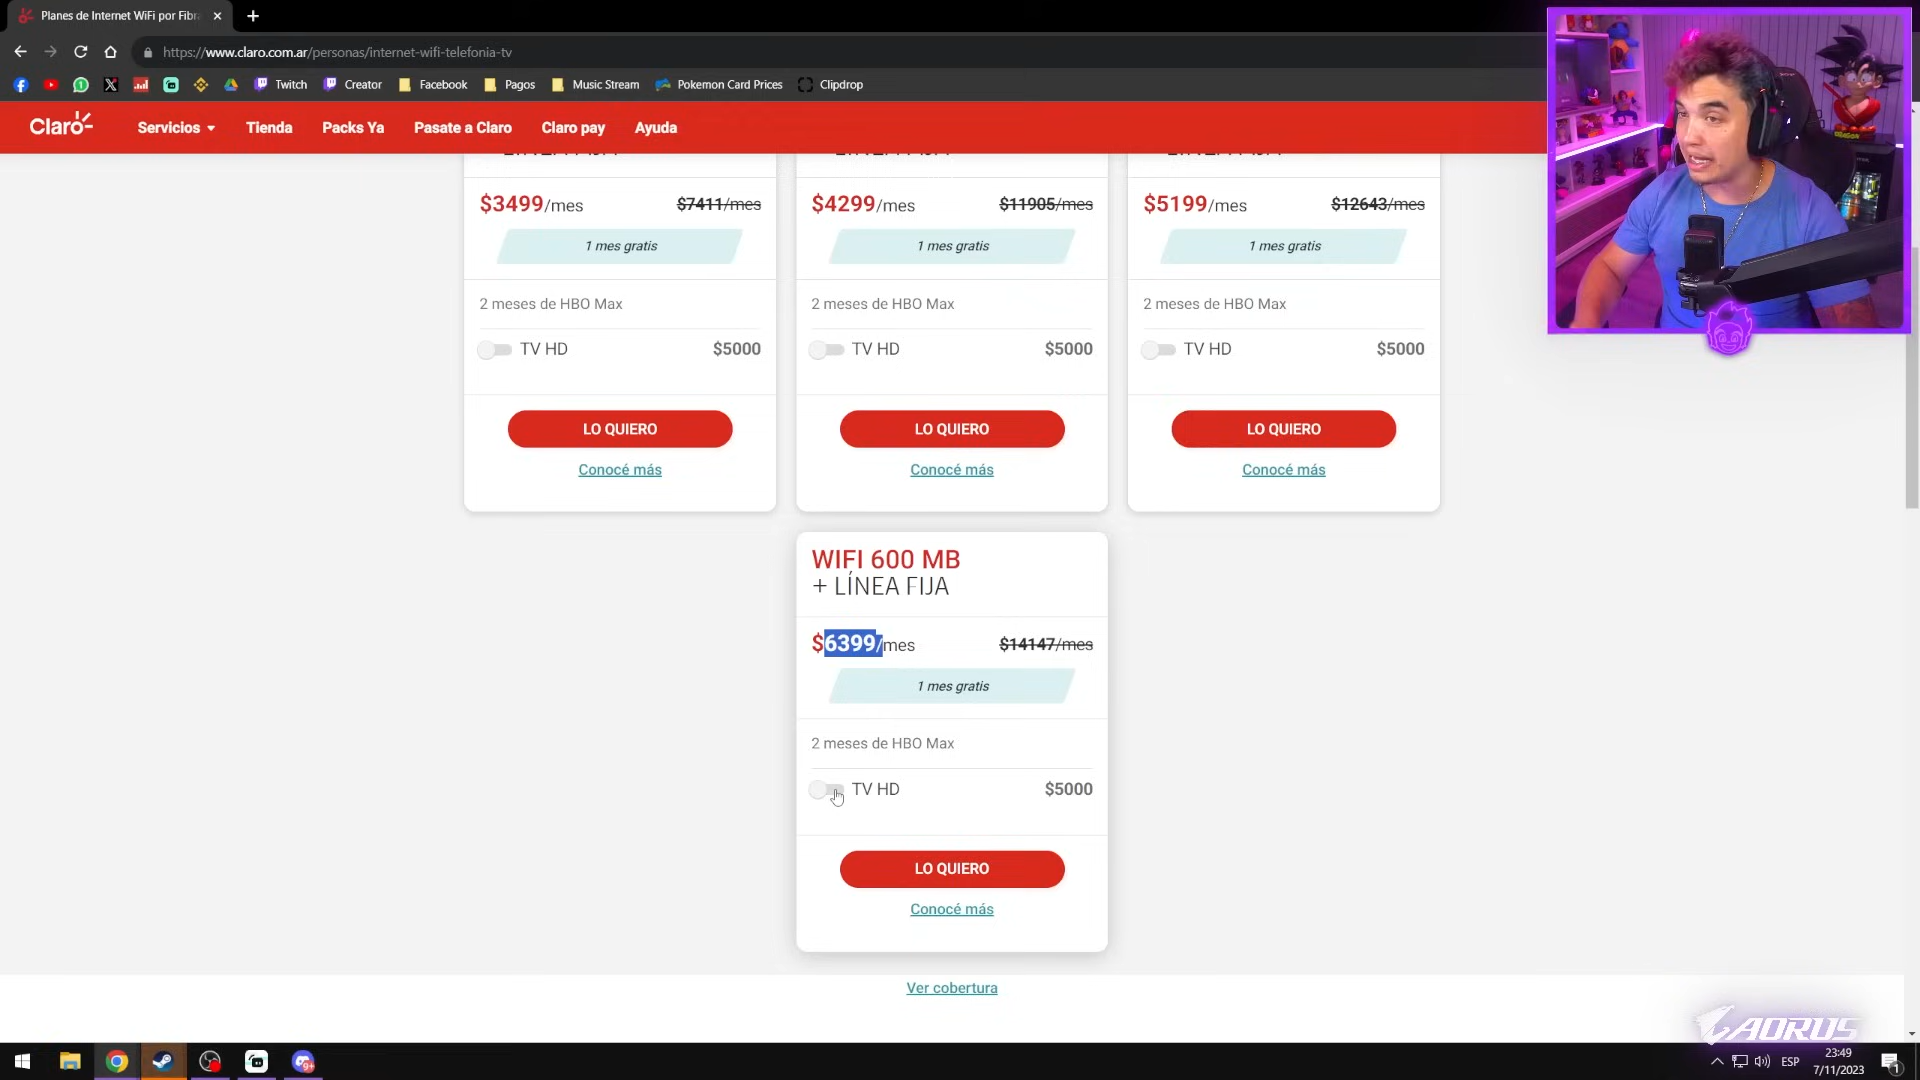 Planes de Internet WiFi por Fibra
https://www.claro.com.ar/personas/internet-wifi-telefonia-tv
Twitch
Creator
Facebook
Pagos
Music Stream
Pokemon Card Prices
Clipdrop
Claro
Servicios
Tienda
Packs Ya
Pasate a Claro
Claro pay
Ayuda
$3499/mes $7411/mes
1 mes gratis
2 meses de HBO Max
TV HD $5000
LO QUIERO
Conocé más
$4299/mes $11905/mes
1 mes gratis
2 meses de HBO Max
TV HD $5000
LO QUIERO
Conocé más
$5199/mes $12643/mes
1 mes gratis
2 meses de HBO Max
TV HD $5000
LO QUIERO
Conocé más
WIFI 600 MB
+ LÍNEA FIJA
$6399/mes $14147/mes
1 mes gratis
2 meses de HBO Max
TV HD $5000
LO QUIERO
Conocé más
Ver cobertura
AORUS
ESP
23:49
7/11/2023
1
9+